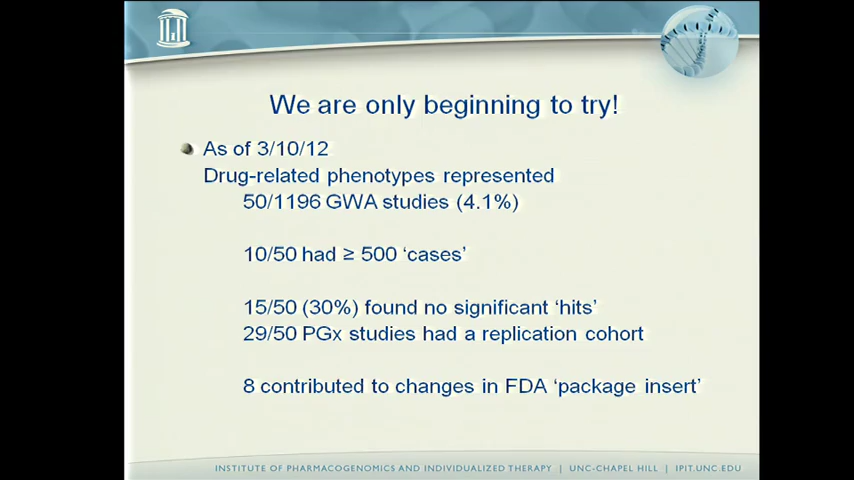 We are only beginning to try!
As of 3/10/12
Drug-related phenotypes represented
50/1196 GWA studies (4.1%)
10/50 had ≥ 500 ‘cases’
15/50 (30%) found no significant ‘hits’
29/50 PGx studies had a replication cohort
8 contributed to changes in FDA ‘package insert’
INSTITUTE OF PHARMACOGENOMICS AND INDIVIDUALIZED THERAPY | UNC-CHAPEL HILL | IPIT.UNC.EDU